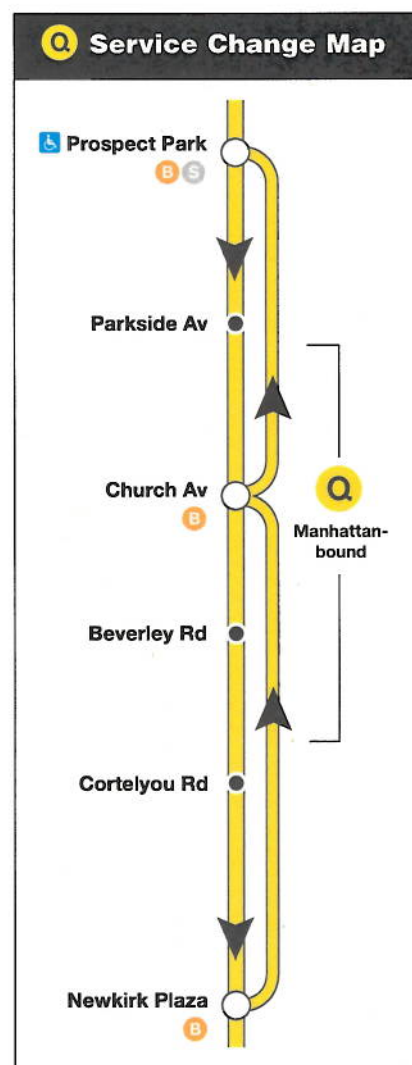 Q Service Change Map
Prospect Park
B S
Parkside Av
Church Av
B
Q
Manhattan-
bound
Beverley Rd
Cortelyou Rd
Newkirk Plaza
B